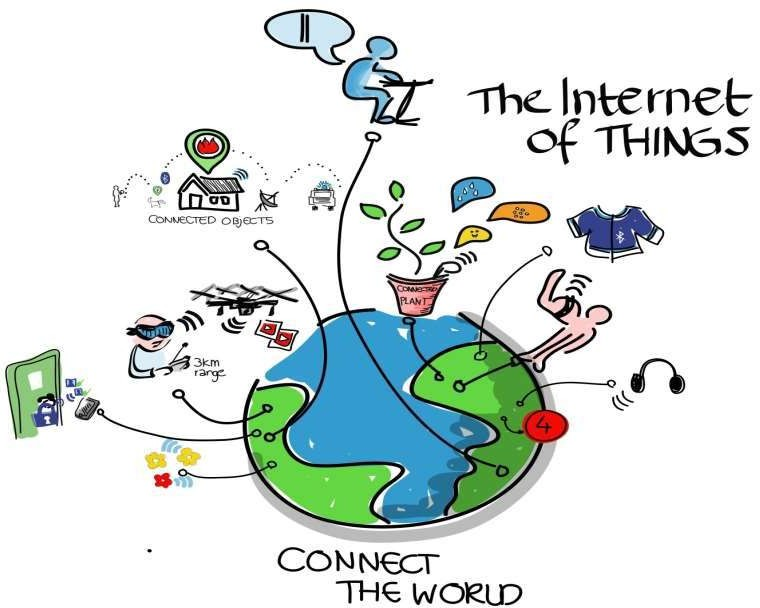 The Internet
of THINGS
CONNECTED OBJECTS
CONNECTED
PLANT
3km
range
4
CONNECT
THE WORLD